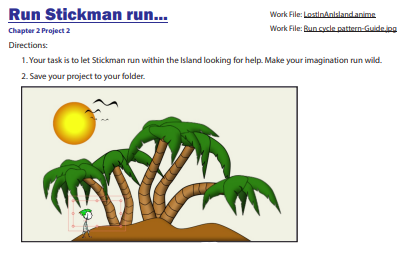 Run Stickman run...
Work File: LostInAnIsland.anime
Chapter 2 Project 2
Work File: Run cycle pattern-Guide.jpg
Directions:
1. Your task is to let Stickman run within the Island looking for help. Make your imagination run wild.
2. Save your project to your folder.